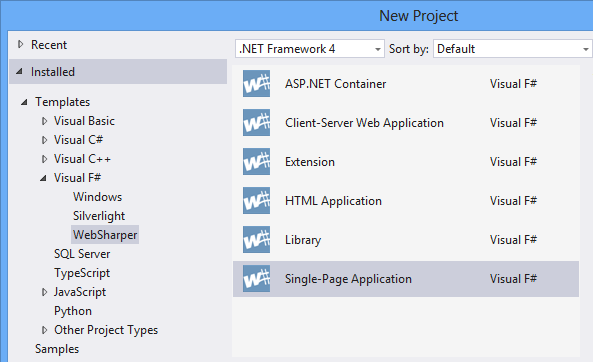 New Project
Recent
Installed
Templates
Visual Basic
Visual C#
Visual C++
Visual F#
Windows
Silverlight
WebSharper
SQL Server
TypeScript
JavaScript
Python
Other Project Types
Samples
.NET Framework 4
Sort by:
Default
ASP.NET Container
Visual F#
Client-Server Web Application
Visual F#
Extension
Visual F#
HTML Application
Visual F#
Library
Visual F#
Single-Page Application
Visual F#